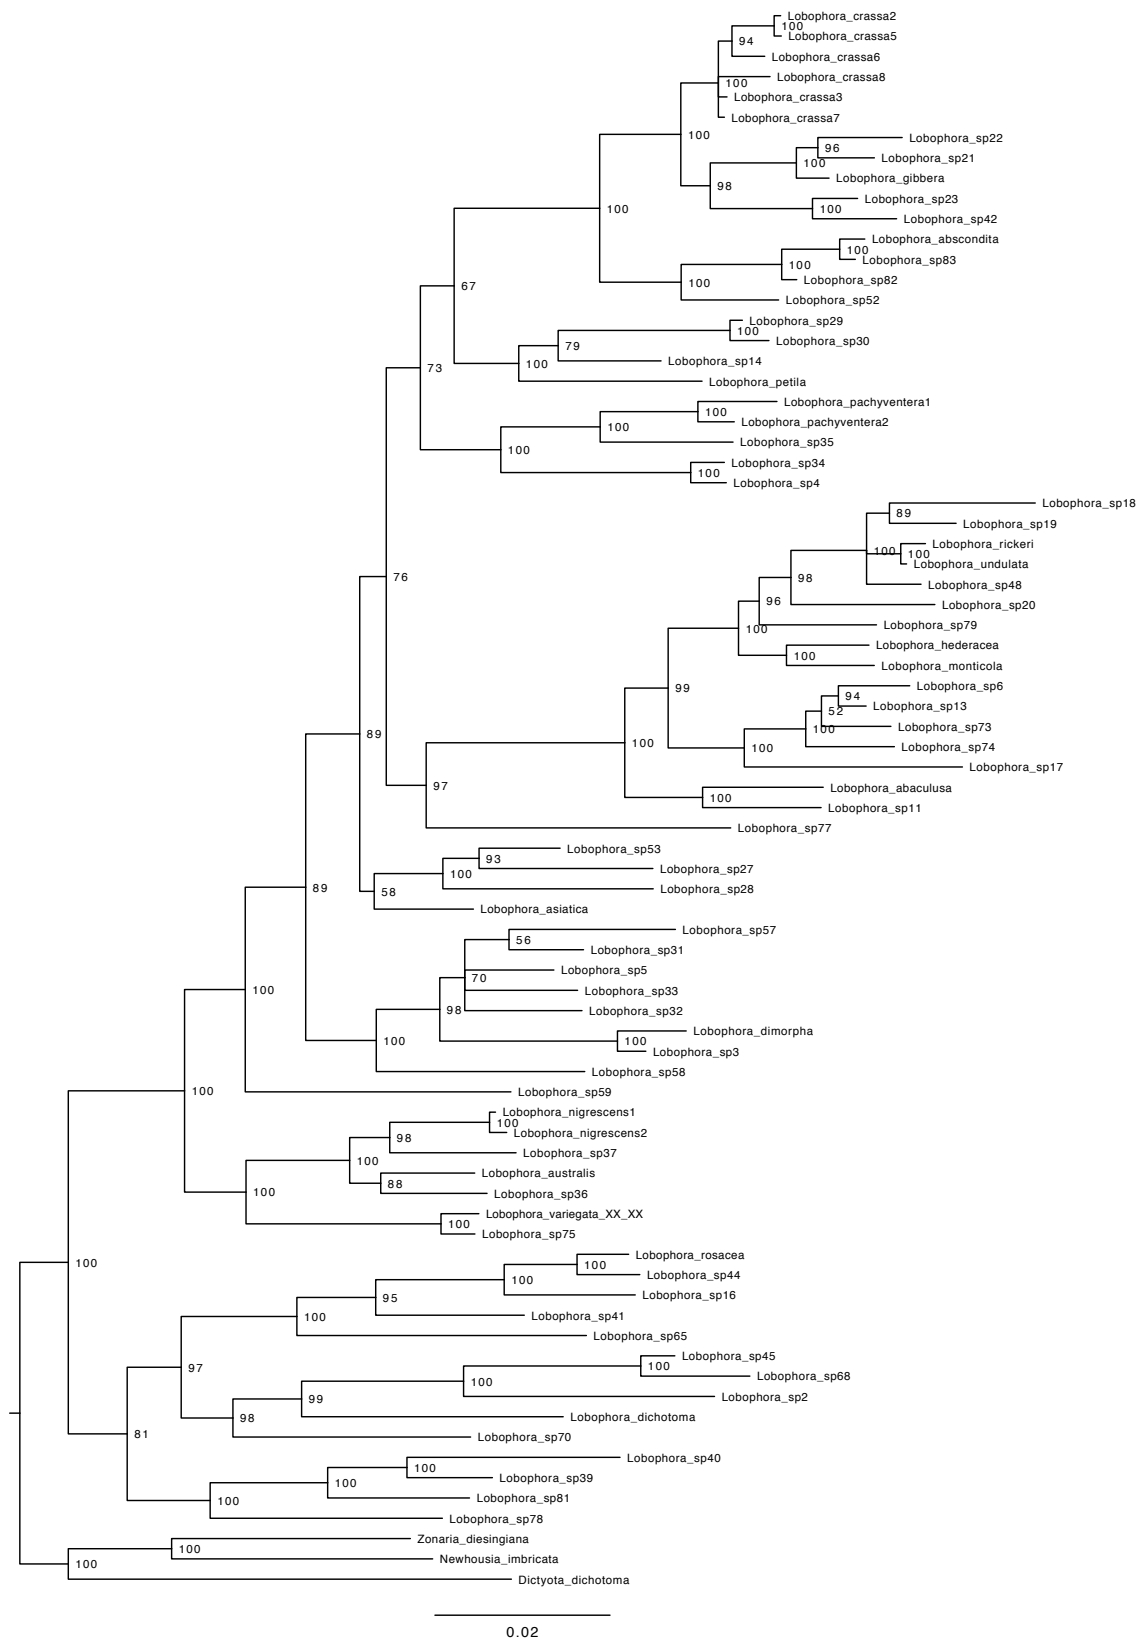 Lobophora_crassa2
100
Lobophora_crassa5
94
Lobophora_crassa6
Lobophora_crassa8
100
Lobophora_crassa3
Lobophora_crassa7
100
Lobophora_sp22
96
Lobophora_sp21
100
Lobophora_gibbera
98
Lobophora_sp23
100
Lobophora_sp42
100
Lobophora_abscondita
100
Lobophora_sp83
100
Lobophora_sp82
100
Lobophora_sp52
67
Lobophora_sp29
100
Lobophora_sp30
79
Lobophora_sp14
100
Lobophora_petila
73
Lobophora_pachyventera1
100
Lobophora_pachyventera2
100
Lobophora_sp35
100
Lobophora_sp34
100
Lobophora_sp4
Lobophora_sp18
89
Lobophora_sp19
Lobophora_rickeri
100
100
Lobophora_undulata
98
Lobophora_sp48
76
Lobophora_sp20
96
Lobophora_sp79
100
Lobophora_hederacea
100
Lobophora_monticola
99
Lobophora_sp6
94
Lobophora_sp13
52
Lobophora_sp73
100
Lobophora_sp74
100
Lobophora_sp17
100
89
Lobophora_abaculusa
97
100
Lobophora_sp11
Lobophora_sp77
Lobophora_sp53
93
Lobophora_sp27
100
Lobophora_sp28
89
58
Lobophora_asiatica
Lobophora_sp57
56
Lobophora_sp31
Lobophora_sp5
70
Lobophora_sp33
100
98
Lobophora_sp32
Lobophora_dimorpha
100
100
Lobophora_sp3
Lobophora_sp58
100
Lobophora_sp59
Lobophora_nigrescens1
100
Lobophora_nigrescens2
98
Lobophora_sp37
100
Lobophora_australis
88
100
Lobophora_sp36
Lobophora_variegata_XX_XX
100
Lobophora_sp75
100
Lobophora_rosacea
100
Lobophora_sp44
100
Lobophora_sp16
95
Lobophora_sp41
100
Lobophora_sp65
97
Lobophora_sp45
100
Lobophora_sp68
100
Lobophora_sp2
99
Lobophora_dichotoma
98
Lobophora_sp70
81
Lobophora_sp40
100
Lobophora_sp39
100
Lobophora_sp81
100
Lobophora_sp78
Zonaria_diesingiana
100
Newhousia_imbricata
100
Dictyota_dichotoma
0.02